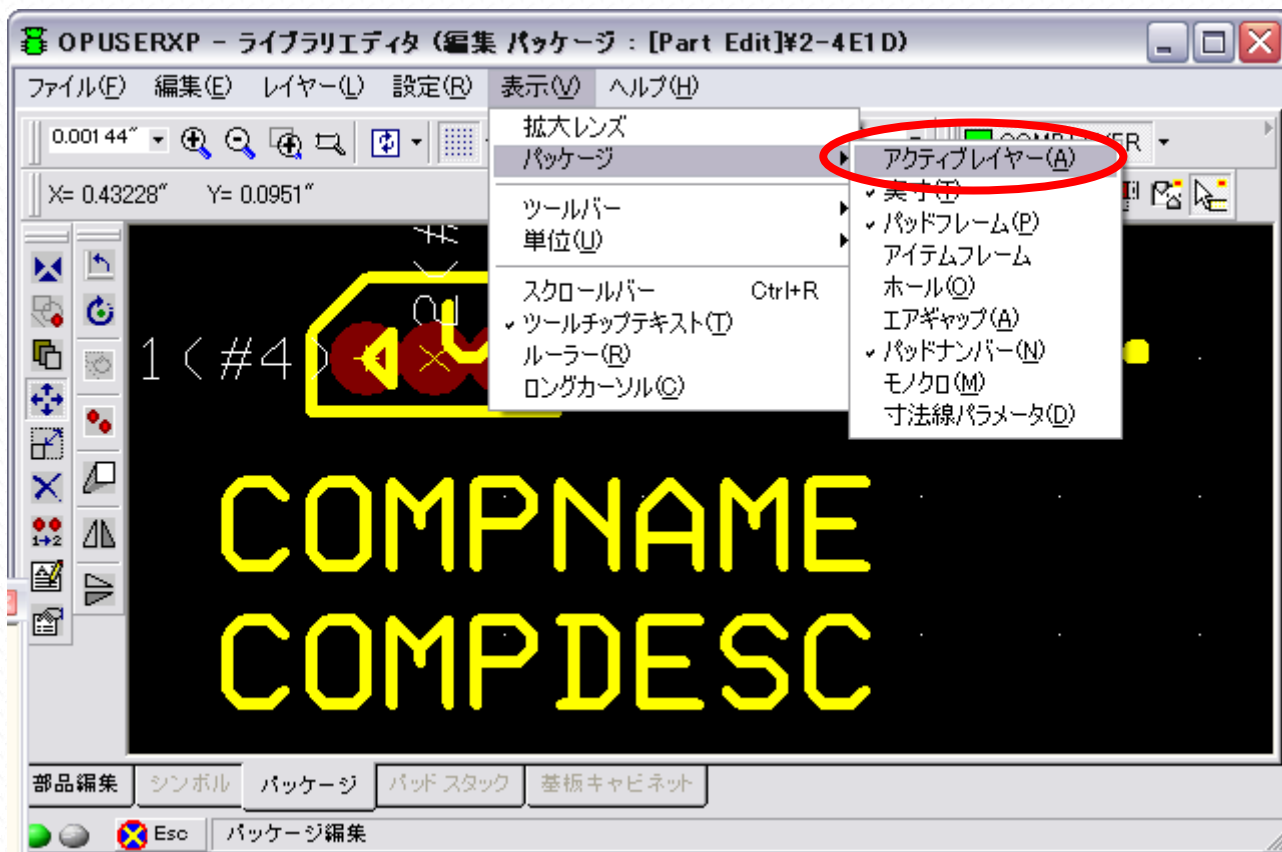 OPUSERXP - ライブラリエディタ (編集 パッケージ : [Part Edit]¥2-4E1D)
ファイル(F) 編集(E) レイヤー(L) 設定(R) 表示(V) ヘルプ(H)
0.00144"
X= 0.43228" Y= 0.0951"
拡大レンズ
パッケージ
ツールバー
単位(U)
スクロールバー Ctrl+R
ツールチップテキスト(T)
ルーラー(R)
ロングカーソル(C)
アクティブレイヤー(A)
実寸(T)
パッドフレーム(P)
アイテムフレーム
ホール(O)
エアギャップ(A)
パッドナンバー(N)
モノクロ(M)
寸法線パラメータ(D)
1(#4)
COMPNAME
COMPDESC
部品編集 シンボル パッケージ パッドスタック 基板キャビネット
Esc パッケージ編集